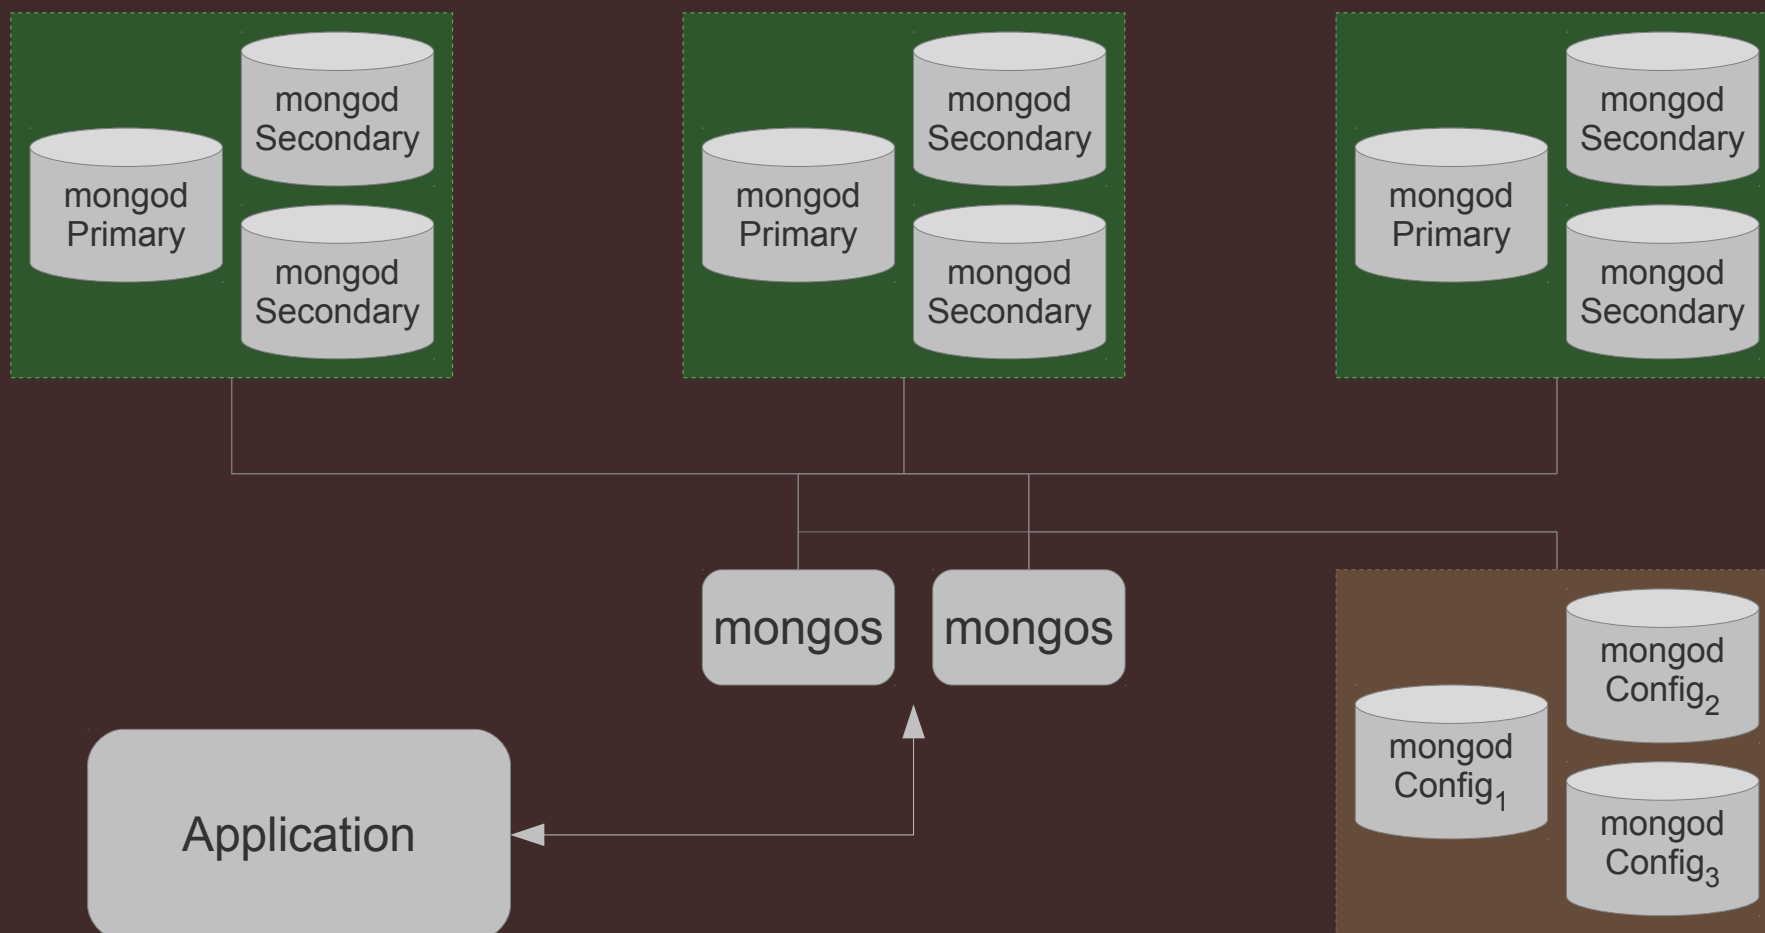 mongod
Primary
mongod
Secondary
mongod
Secondary
mongod
Primary
mongod
Secondary
mongod
Secondary
mongod
Primary
mongod
Secondary
mongod
Secondary
mongos
mongos
Application
mongod
Config₁
mongod
Config₂
mongod
Config₃